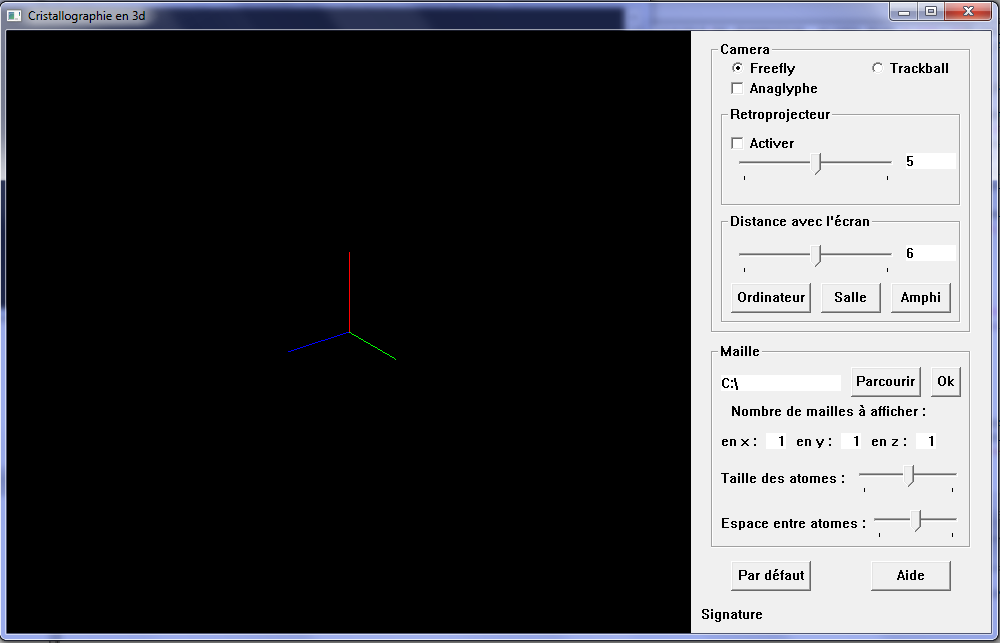 Cristallographie en 3d
Camera
Freefly Trackball
Anaglyphe
Retroprojecteur
Activer
5
Distance avec l'écran
6
Ordinateur Salle Amphi
Maille
C:\ Parcourir Ok
Nombre de mailles à afficher :
en x : 1 en y : 1 en z : 1
Taille des atomes :
Espace entre atomes :
Par défaut Aide
Signature